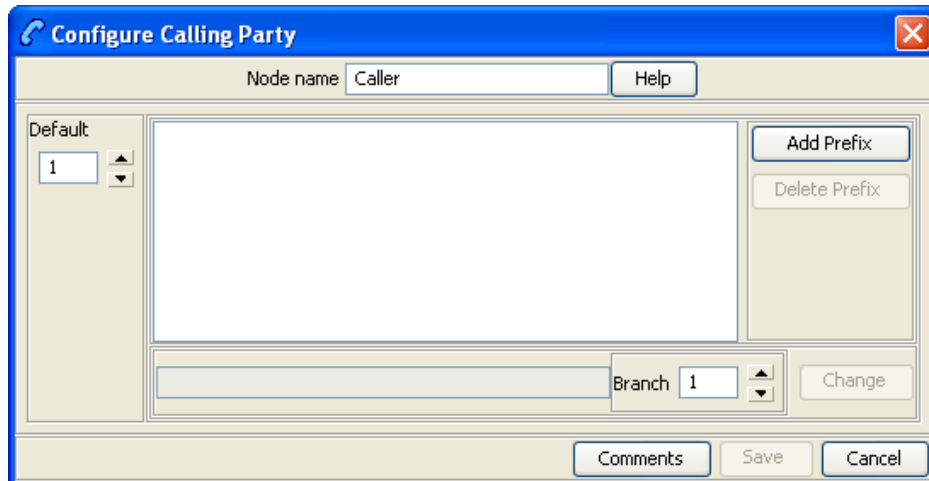 Configure Calling Party
Node name Caller Help
Default
1
Add Prefix
Delete Prefix
Branch 1 Change
Comments Save Cancel